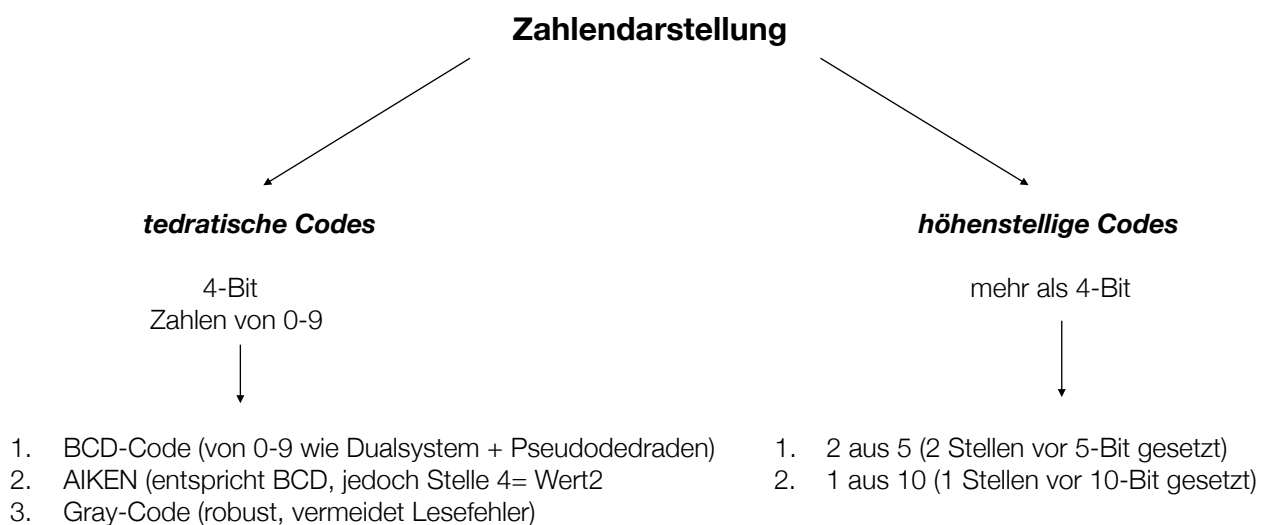 Zahlendarstellung
tedratische Codes
4-Bit
Zahlen von 0-9
1. BCD-Code (von 0-9 wie Dualsystem + Pseudodedraden)
2. AIKEN (entspricht BCD, jedoch Stelle 4= Wert2
3. Gray-Code (robust, vermeidet Lesefehler)
höhenstellige Codes
mehr als 4-Bit
1. 2 aus 5 (2 Stellen vor 5-Bit gesetzt)
2. 1 aus 10 (1 Stellen vor 10-Bit gesetzt)